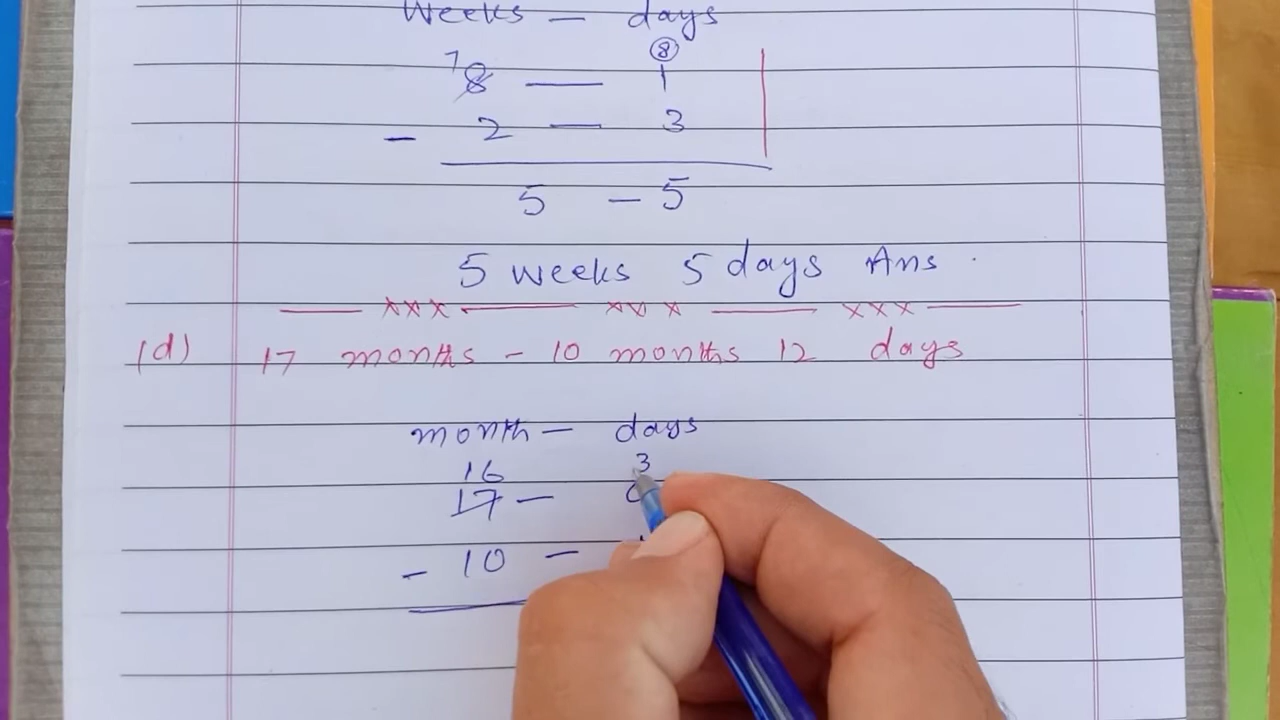 Weeks — days
7 ⑧
8 — 1
- 2 — 3
5 - 5
5 weeks 5 days Ans.
xxx xxx xxx
(d) 17 months - 10 months 12 days
month — days
16 3
17 —
- 10 -